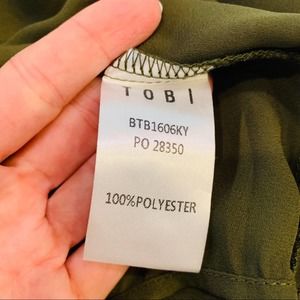 TOBI
BTB1606KY
PO 28350
100%POLYESTER